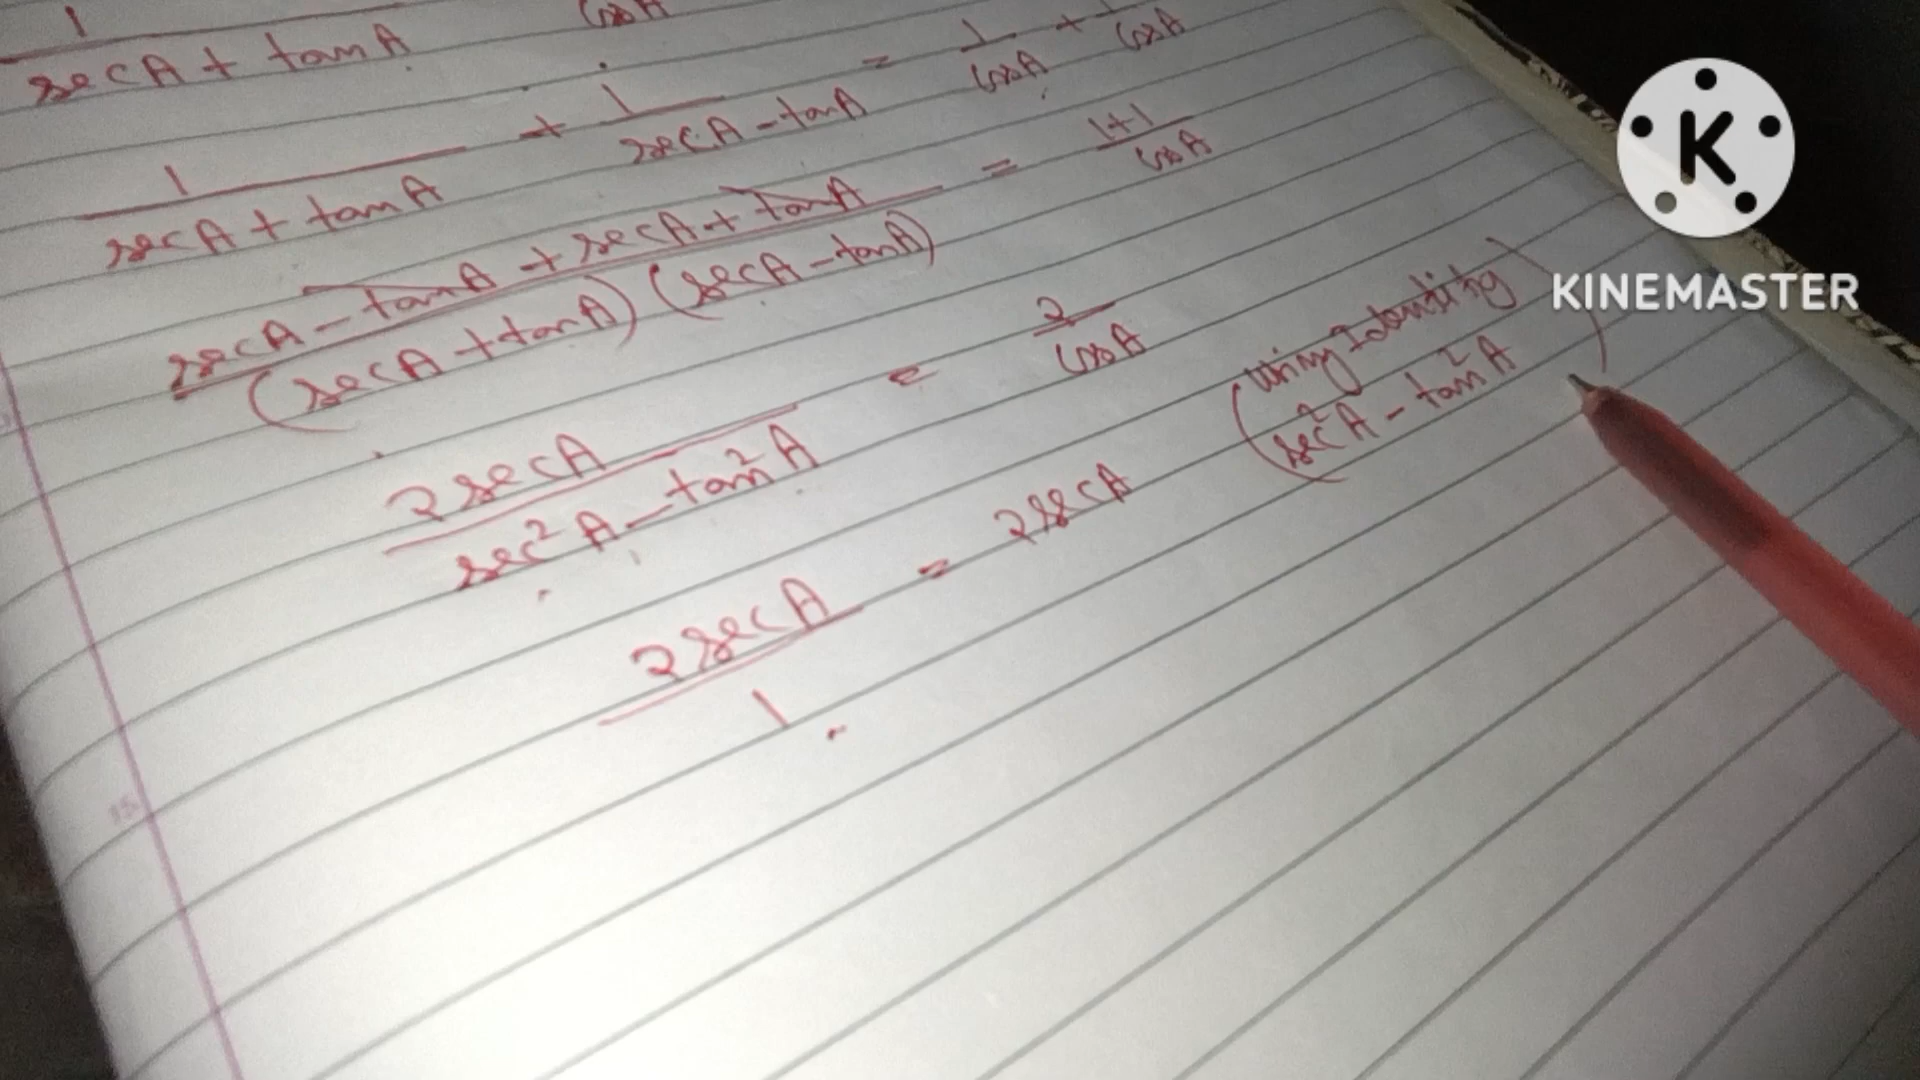 1
secA + tanA
cosA
1/(secA + tanA) + 1/(secA - tanA) = 1/cosA + 1/cosA
(secA - tanA + secA + tanA)/((secA + tanA)(secA - tanA)) = (1+1)/cosA
2secA/(sec²A - tan²A) = 2/cosA
2secA/1 = 2secA
(using Identity
sec²A - tan²A)
K
KINEMASTER